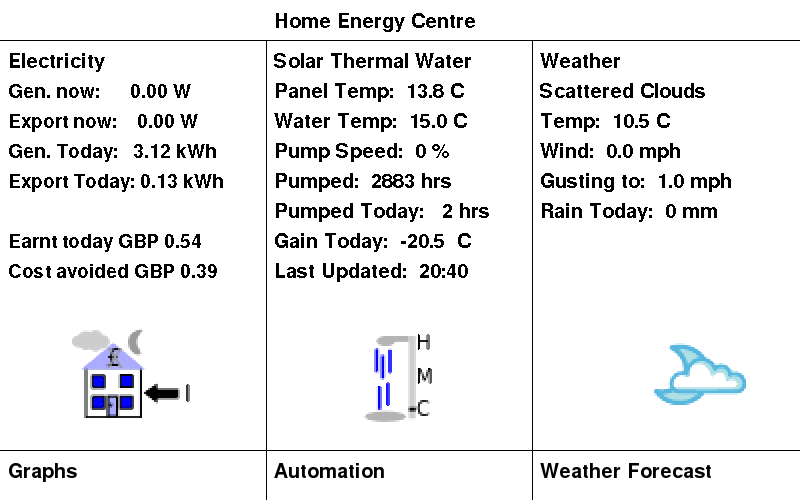 Home Energy Centre
Electricity
Gen. now: 0.00 W
Export now: 0.00 W
Gen. Today: 3.12 kWh
Export Today: 0.13 kWh
Earnt today GBP 0.54
Cost avoided GBP 0.39
£
I
Graphs
Solar Thermal Water
Panel Temp: 13.8 C
Water Temp: 15.0 C
Pump Speed: 0 %
Pumped: 2883 hrs
Pumped Today: 2 hrs
Gain Today: -20.5 C
Last Updated: 20:40
H
M
C
Automation
Weather
Scattered Clouds
Temp: 10.5 C
Wind: 0.0 mph
Gusting to: 1.0 mph
Rain Today: 0 mm
Weather Forecast